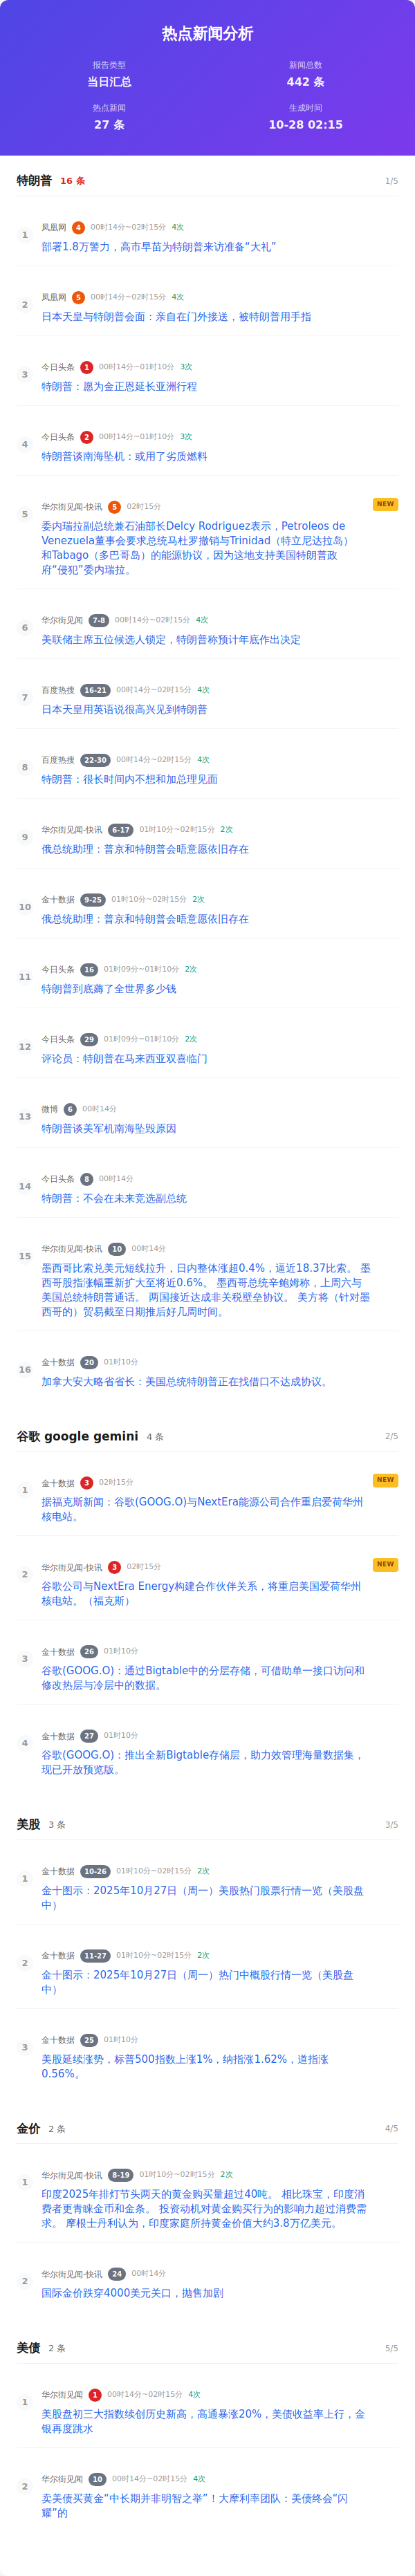 热点新闻分析
报告类型
当日汇总
新闻总数
442 条
热点新闻
27 条
生成时间
10-28 02:15
特朗普 16 条 1/5
1
凤凰网 4 00时14分~02时15分 4次
部署1.8万警力，高市早苗为特朗普来访准备“大礼”
2
凤凰网 5 00时14分~02时15分 4次
日本天皇与特朗普会面：亲自在门外接送，被特朗普用手指
3
今日头条 1 00时14分~01时10分 3次
特朗普：愿为金正恩延长亚洲行程
4
今日头条 2 00时14分~01时10分 3次
特朗普谈南海坠机：或用了劣质燃料
5
华尔街见闻-快讯 5 02时15分 NEW
委内瑞拉副总统兼石油部长Delcy Rodriguez表示，Petroleos de
Venezuela董事会要求总统马杜罗撤销与Trinidad（特立尼达拉岛）
和Tabago（多巴哥岛）的能源协议，因为这地支持美国特朗普政
府“侵犯”委内瑞拉。
6
华尔街见闻 7-8 00时14分~02时15分 4次
美联储主席五位候选人锁定，特朗普称预计年底作出决定
7
百度热搜 16-21 00时14分~02时15分 4次
日本天皇用英语说很高兴见到特朗普
8
百度热搜 22-30 00时14分~02时15分 4次
特朗普：很长时间内不想和加总理见面
9
华尔街见闻-快讯 6-17 01时10分~02时15分 2次
俄总统助理：普京和特朗普会晤意愿依旧存在
10
金十数据 9-25 01时10分~02时15分 2次
俄总统助理：普京和特朗普会晤意愿依旧存在
11
今日头条 16 01时09分~01时10分 2次
特朗普到底薅了全世界多少钱
12
今日头条 29 01时09分~01时10分 2次
评论员：特朗普在马来西亚双喜临门
13
微博 6 00时14分
特朗普谈美军机南海坠毁原因
14
今日头条 8 00时14分
特朗普：不会在未来竞选副总统
15
华尔街见闻-快讯 10 00时14分
墨西哥比索兑美元短线拉升，日内整体涨超0.4%，逼近18.37比索。 墨
西哥股指涨幅重新扩大至将近0.6%。 墨西哥总统辛鲍姆称，上周六与
美国总统特朗普通话。 两国接近达成非关税壁垒协议。 美方将（针对墨
西哥的）贸易截至日期推后好几周时间。
16
金十数据 20 01时10分
加拿大安大略省省长：美国总统特朗普正在找借口不达成协议。
谷歌 google gemini 4 条 2/5
1
金十数据 3 02时15分 NEW
据福克斯新闻：谷歌(GOOG.O)与NextEra能源公司合作重启爱荷华州
核电站。
2
华尔街见闻-快讯 3 02时15分 NEW
谷歌公司与NextEra Energy构建合作伙伴关系，将重启美国爱荷华州
核电站。（福克斯）
3
金十数据 26 01时10分
谷歌(GOOG.O)：通过Bigtable中的分层存储，可借助单一接口访问和
修改热层与冷层中的数据。
4
金十数据 27 01时10分
谷歌(GOOG.O)：推出全新Bigtable存储层，助力效管理海量数据集，
现已开放预览版。
美股 3 条 3/5
1
金十数据 10-26 01时10分~02时15分 2次
金十图示：2025年10月27日（周一）美股热门股票行情一览（美股盘
中）
2
金十数据 11-27 01时10分~02时15分 2次
金十图示：2025年10月27日（周一）热门中概股行情一览（美股盘
中）
3
金十数据 25 01时10分
美股延续涨势，标普500指数上涨1%，纳指涨1.62%，道指涨
0.56%。
金价 2 条 4/5
1
华尔街见闻-快讯 8-19 01时10分~02时15分 2次
印度2025年排灯节头两天的黄金购买量超过40吨。 相比珠宝，印度消
费者更青睐金币和金条。 投资动机对黄金购买行为的影响力超过消费需
求。 摩根士丹利认为，印度家庭所持黄金价值大约3.8万亿美元。
2
华尔街见闻-快讯 24 00时14分
国际金价跌穿4000美元关口，抛售加剧
美债 2 条 5/5
1
华尔街见闻 1 00时14分~02时15分 4次
美股盘初三大指数续创历史新高，高通暴涨20%，美债收益率上行，金
银再度跳水
2
华尔街见闻 10 00时14分~02时15分 4次
卖美债买黄金“中长期并非明智之举”！大摩利率团队：美债终会“闪
耀”的